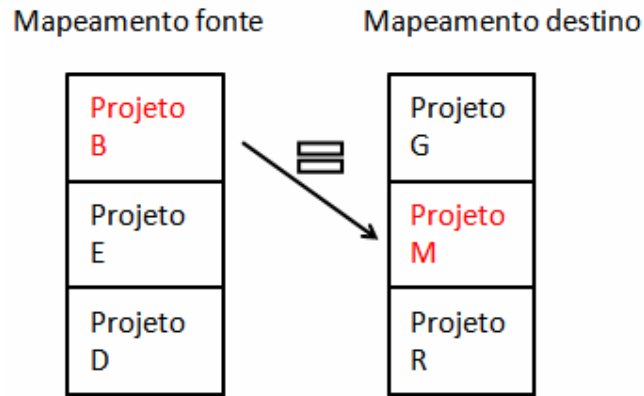 Mapeamento fonte
Mapeamento destino
Projeto
B
Projeto
E
Projeto
D
Projeto
G
Projeto
M
Projeto
R